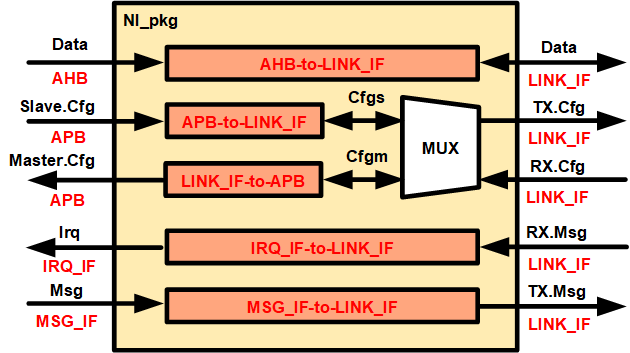 NI_pkg
Data
AHB
AHB-to-LINK_IF
Data
LINK_IF
Slave.Cfg
APB
APB-to-LINK_IF
Cfgs
MUX
TX.Cfg
LINK_IF
Master.Cfg
APB
LINK_IF-to-APB
Cfgm
RX.Cfg
LINK_IF
Irq
IRQ_IF
IRQ_IF-to-LINK_IF
RX.Msg
LINK_IF
Msg
MSG_IF
MSG_IF-to-LINK_IF
TX.Msg
LINK_IF